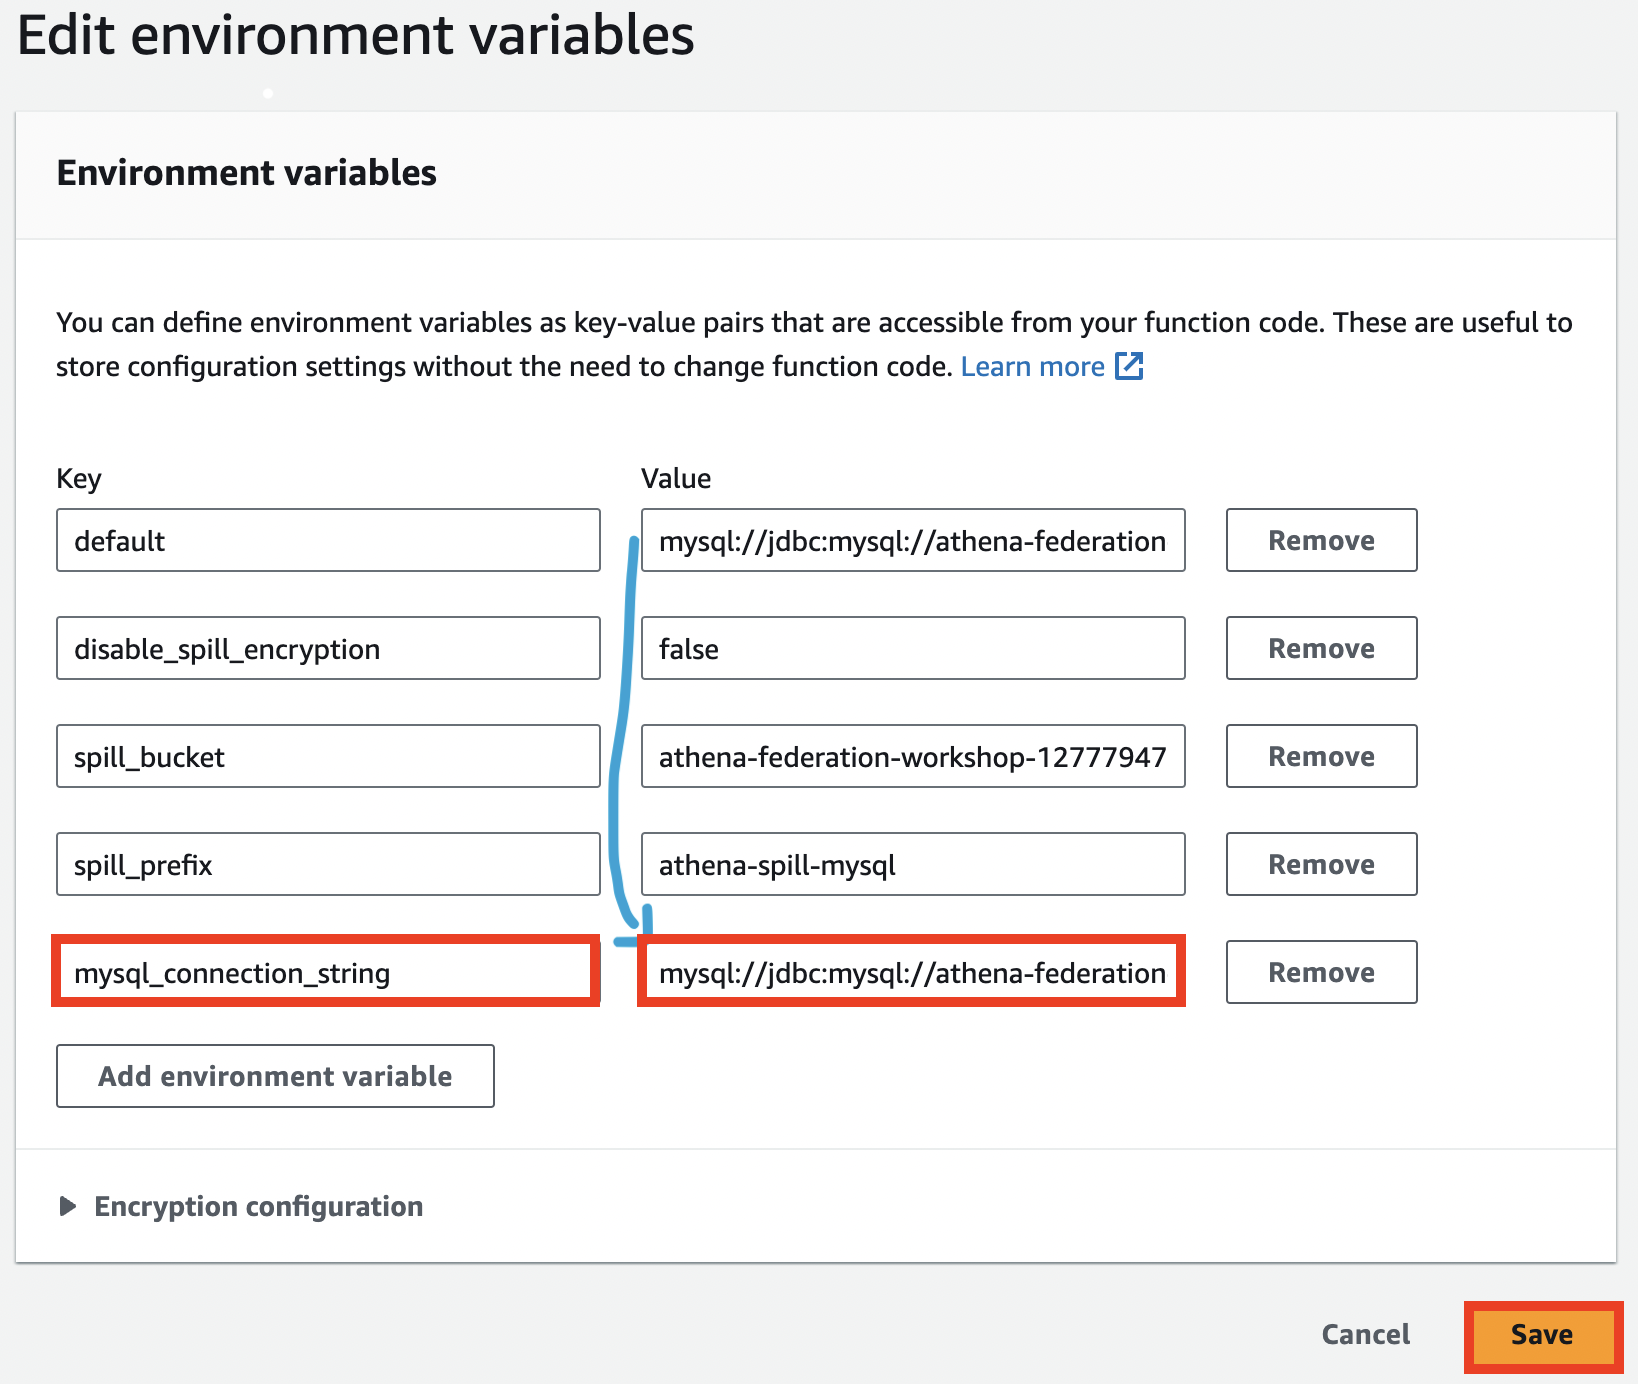 Edit environment variables
Environment variables
You can define environment variables as key-value pairs that are accessible from your function code. These are useful to
store configuration settings without the need to change function code. Learn more
Key Value
default mysql://jdbc:mysql://athena-federation Remove
disable_spill_encryption false Remove
spill_bucket athena-federation-workshop-12777947 Remove
spill_prefix athena-spill-mysql Remove
mysql_connection_string mysql://jdbc:mysql://athena-federation Remove
Add environment variable
Encryption configuration
Cancel Save